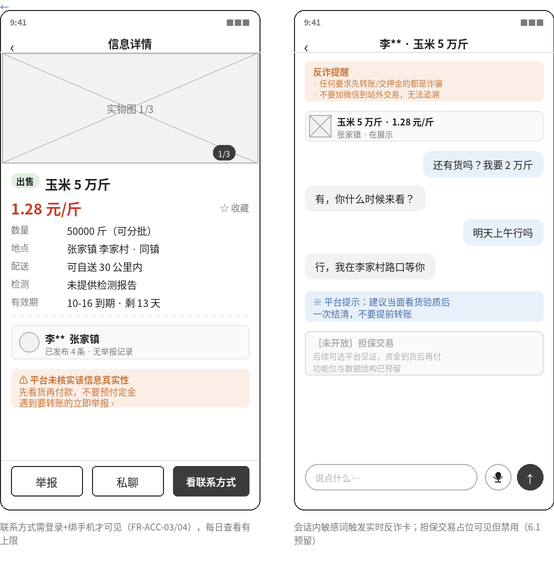 ←
9:41
‹
信息详情
实物图 1/3
1/3
出售
玉米 5 万斤
1.28 元/斤
☆ 收藏
数量 50000 斤（可分批）
地点 张家镇 李家村 · 同镇
配送 可自送 30 公里内
检测 未提供检测报告
有效期 10-16 到期 · 剩 13 天
李** 张家镇
已发布 4 条 · 无举报记录
⚠ 平台未核实该信息真实性
先看货再付款，不要预付定金
遇到要转账的立即举报 ›
举报
私聊
看联系方式
联系方式需登录+绑手机才可见（FR-ACC-03/04），每日查看有
上限
9:41
‹
李** · 玉米 5 万斤
反诈提醒
· 任何要求先转账/交押金的都是诈骗
· 不要加微信到站外交易，无法追溯
玉米 5 万斤 · 1.28 元/斤
张家镇 · 在展示
还有货吗？我要 2 万斤
有，你什么时候来看？
明天上午行吗
行，我在李家村路口等你
※ 平台提示：建议当面看货验质后
一次结清，不要提前转账
［未开放］担保交易
后续可选平台见证，资金到货后再付
功能位与数据结构已预留
说点什么…
↑
会话内敏感词触发实时反诈卡；担保交易占位可见但禁用（6.1
预留）